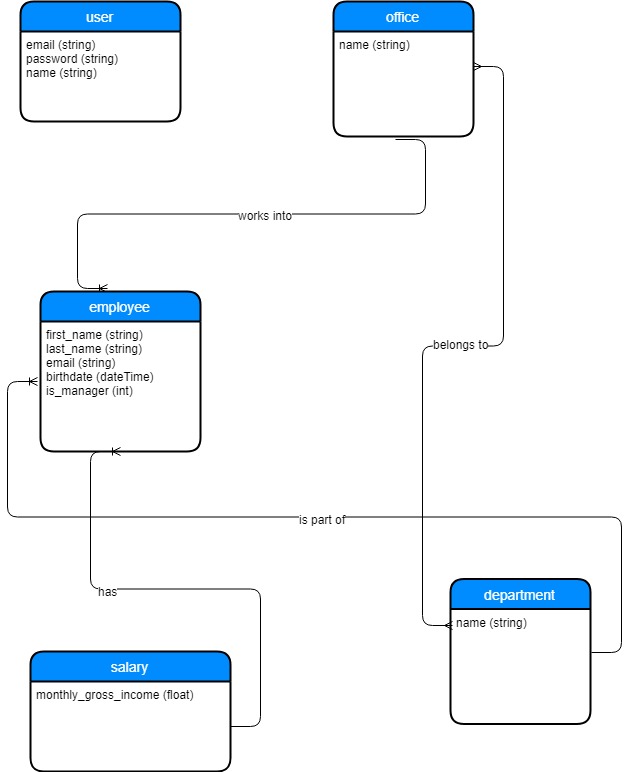 user
email (string)
password (string)
name (string)
office
name (string)
works into
employee
first_name (string)
last_name (string)
email (string)
birthdate (dateTime)
is_manager (int)
belongs to
is part of
has
department
name (string)
salary
monthly_gross_income (float)